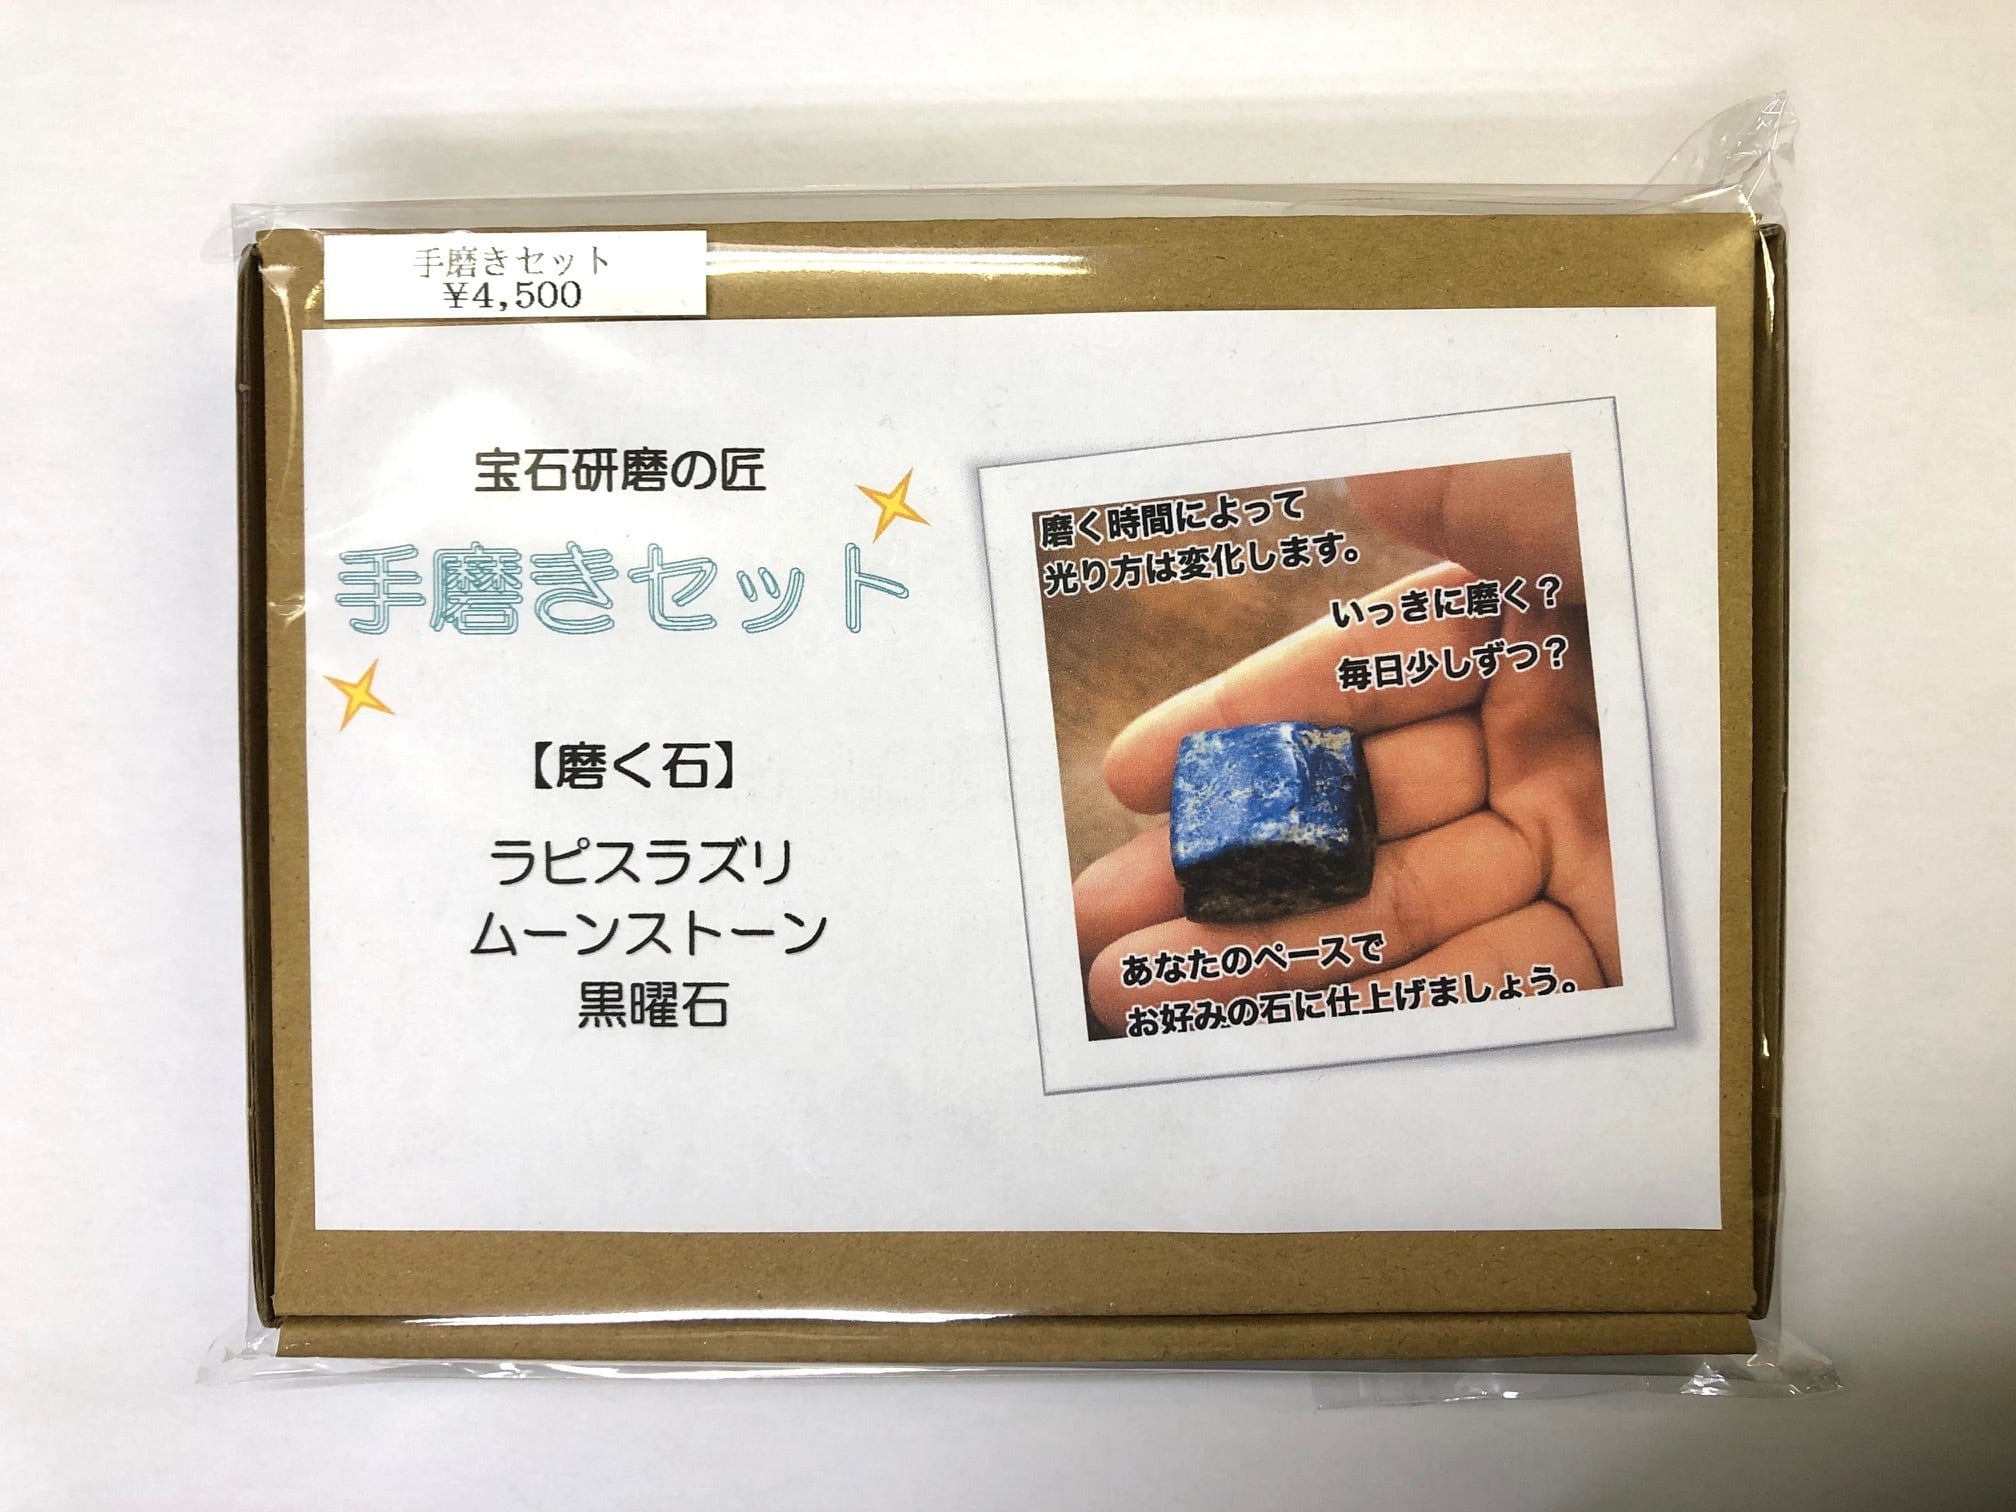 手磨きセット
¥4,500
宝石研磨の匠
手磨きセット
【磨く石】
ラピスラズリ
ムーンストーン
黒曜石
磨く時間によって
光り方は変化します。
いっきに磨く？
毎日少しずつ？
あなたのペースで
お好みの石に仕上げましょう。